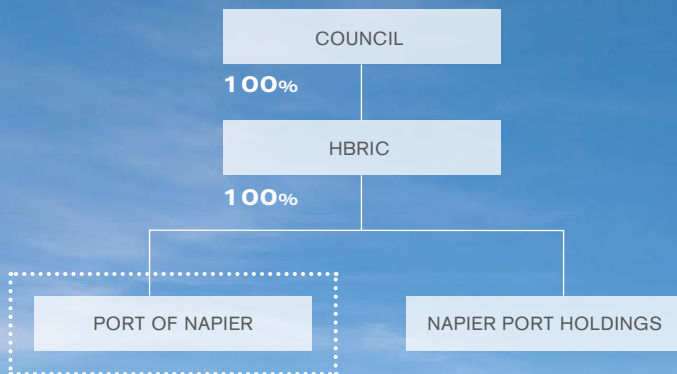 COUNCIL
100%
HBRIC
100%
PORT OF NAPIER
NAPIER PORT HOLDINGS